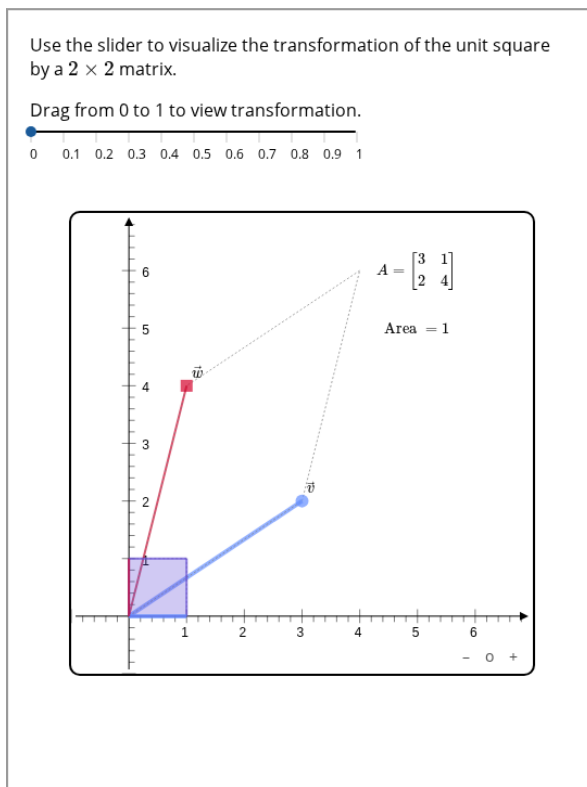 Use the slider to visualize the transformation of the unit square
by a 2 × 2 matrix.
Drag from 0 to 1 to view transformation.
0 0.1 0.2 0.3 0.4 0.5 0.6 0.7 0.8 0.9 1
6
A = [3 1
2 4]
5
Area = 1
w⃗
4
3
v⃗
2
1
1 2 3 4 5 6
− o +